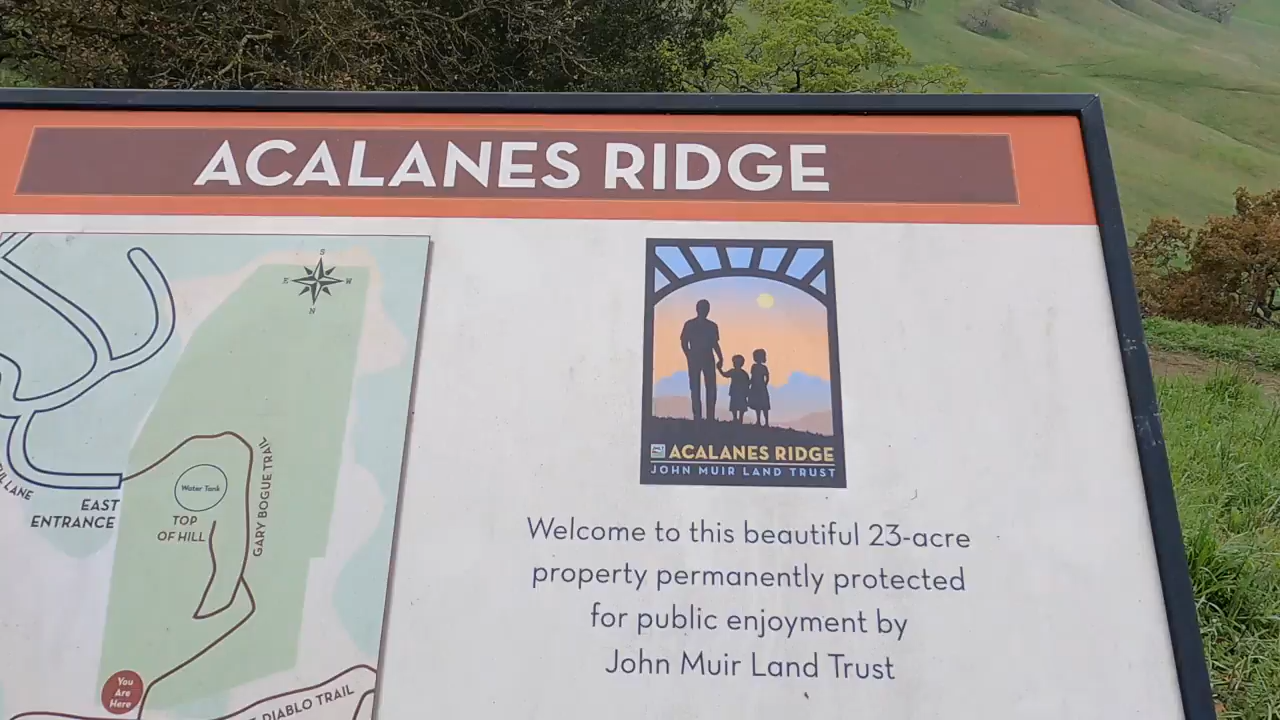 ACALANES RIDGE
S
E W
N
Water Tank
TOP
OF HILL
GARY BOGUE TRAIL
LANE
EAST
ENTRANCE
You
Are
Here
DIABLO TRAIL
ACALANES RIDGE
JOHN MUIR LAND TRUST
Welcome to this beautiful 23-acre
property permanently protected
for public enjoyment by
John Muir Land Trust